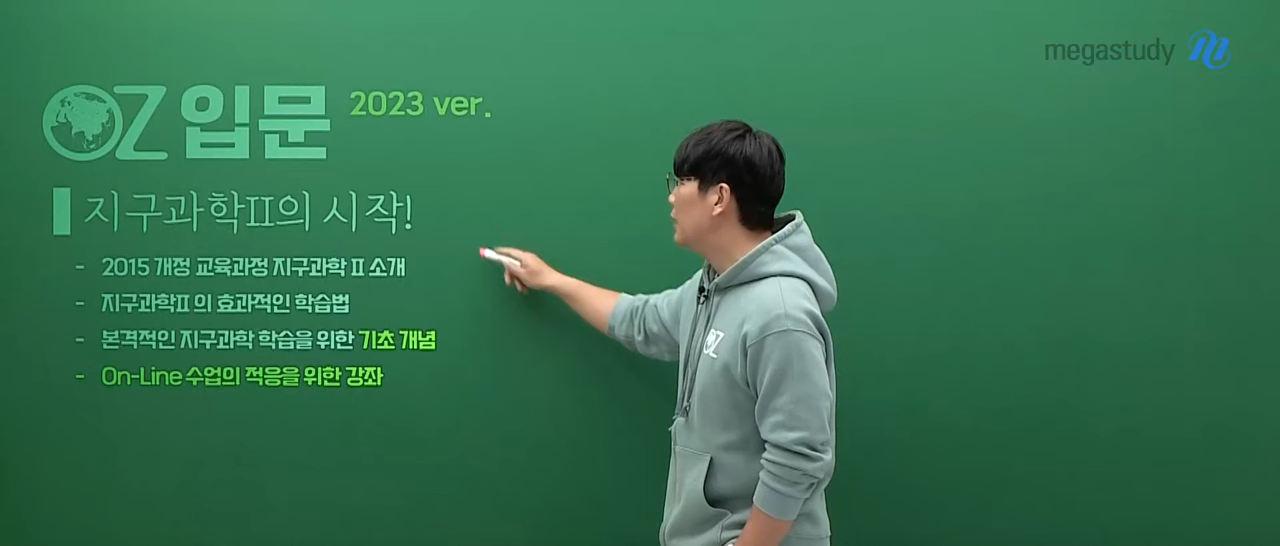 megastudy
OZ 입문 2023 ver.
지구과학II의 시작!
- 2015 개정 교육과정 지구과학 II 소개
- 지구과학II 의 효과적인 학습법
- 본격적인 지구과학 학습을 위한 기초 개념
- On-Line 수업의 적응을 위한 강좌
OZ